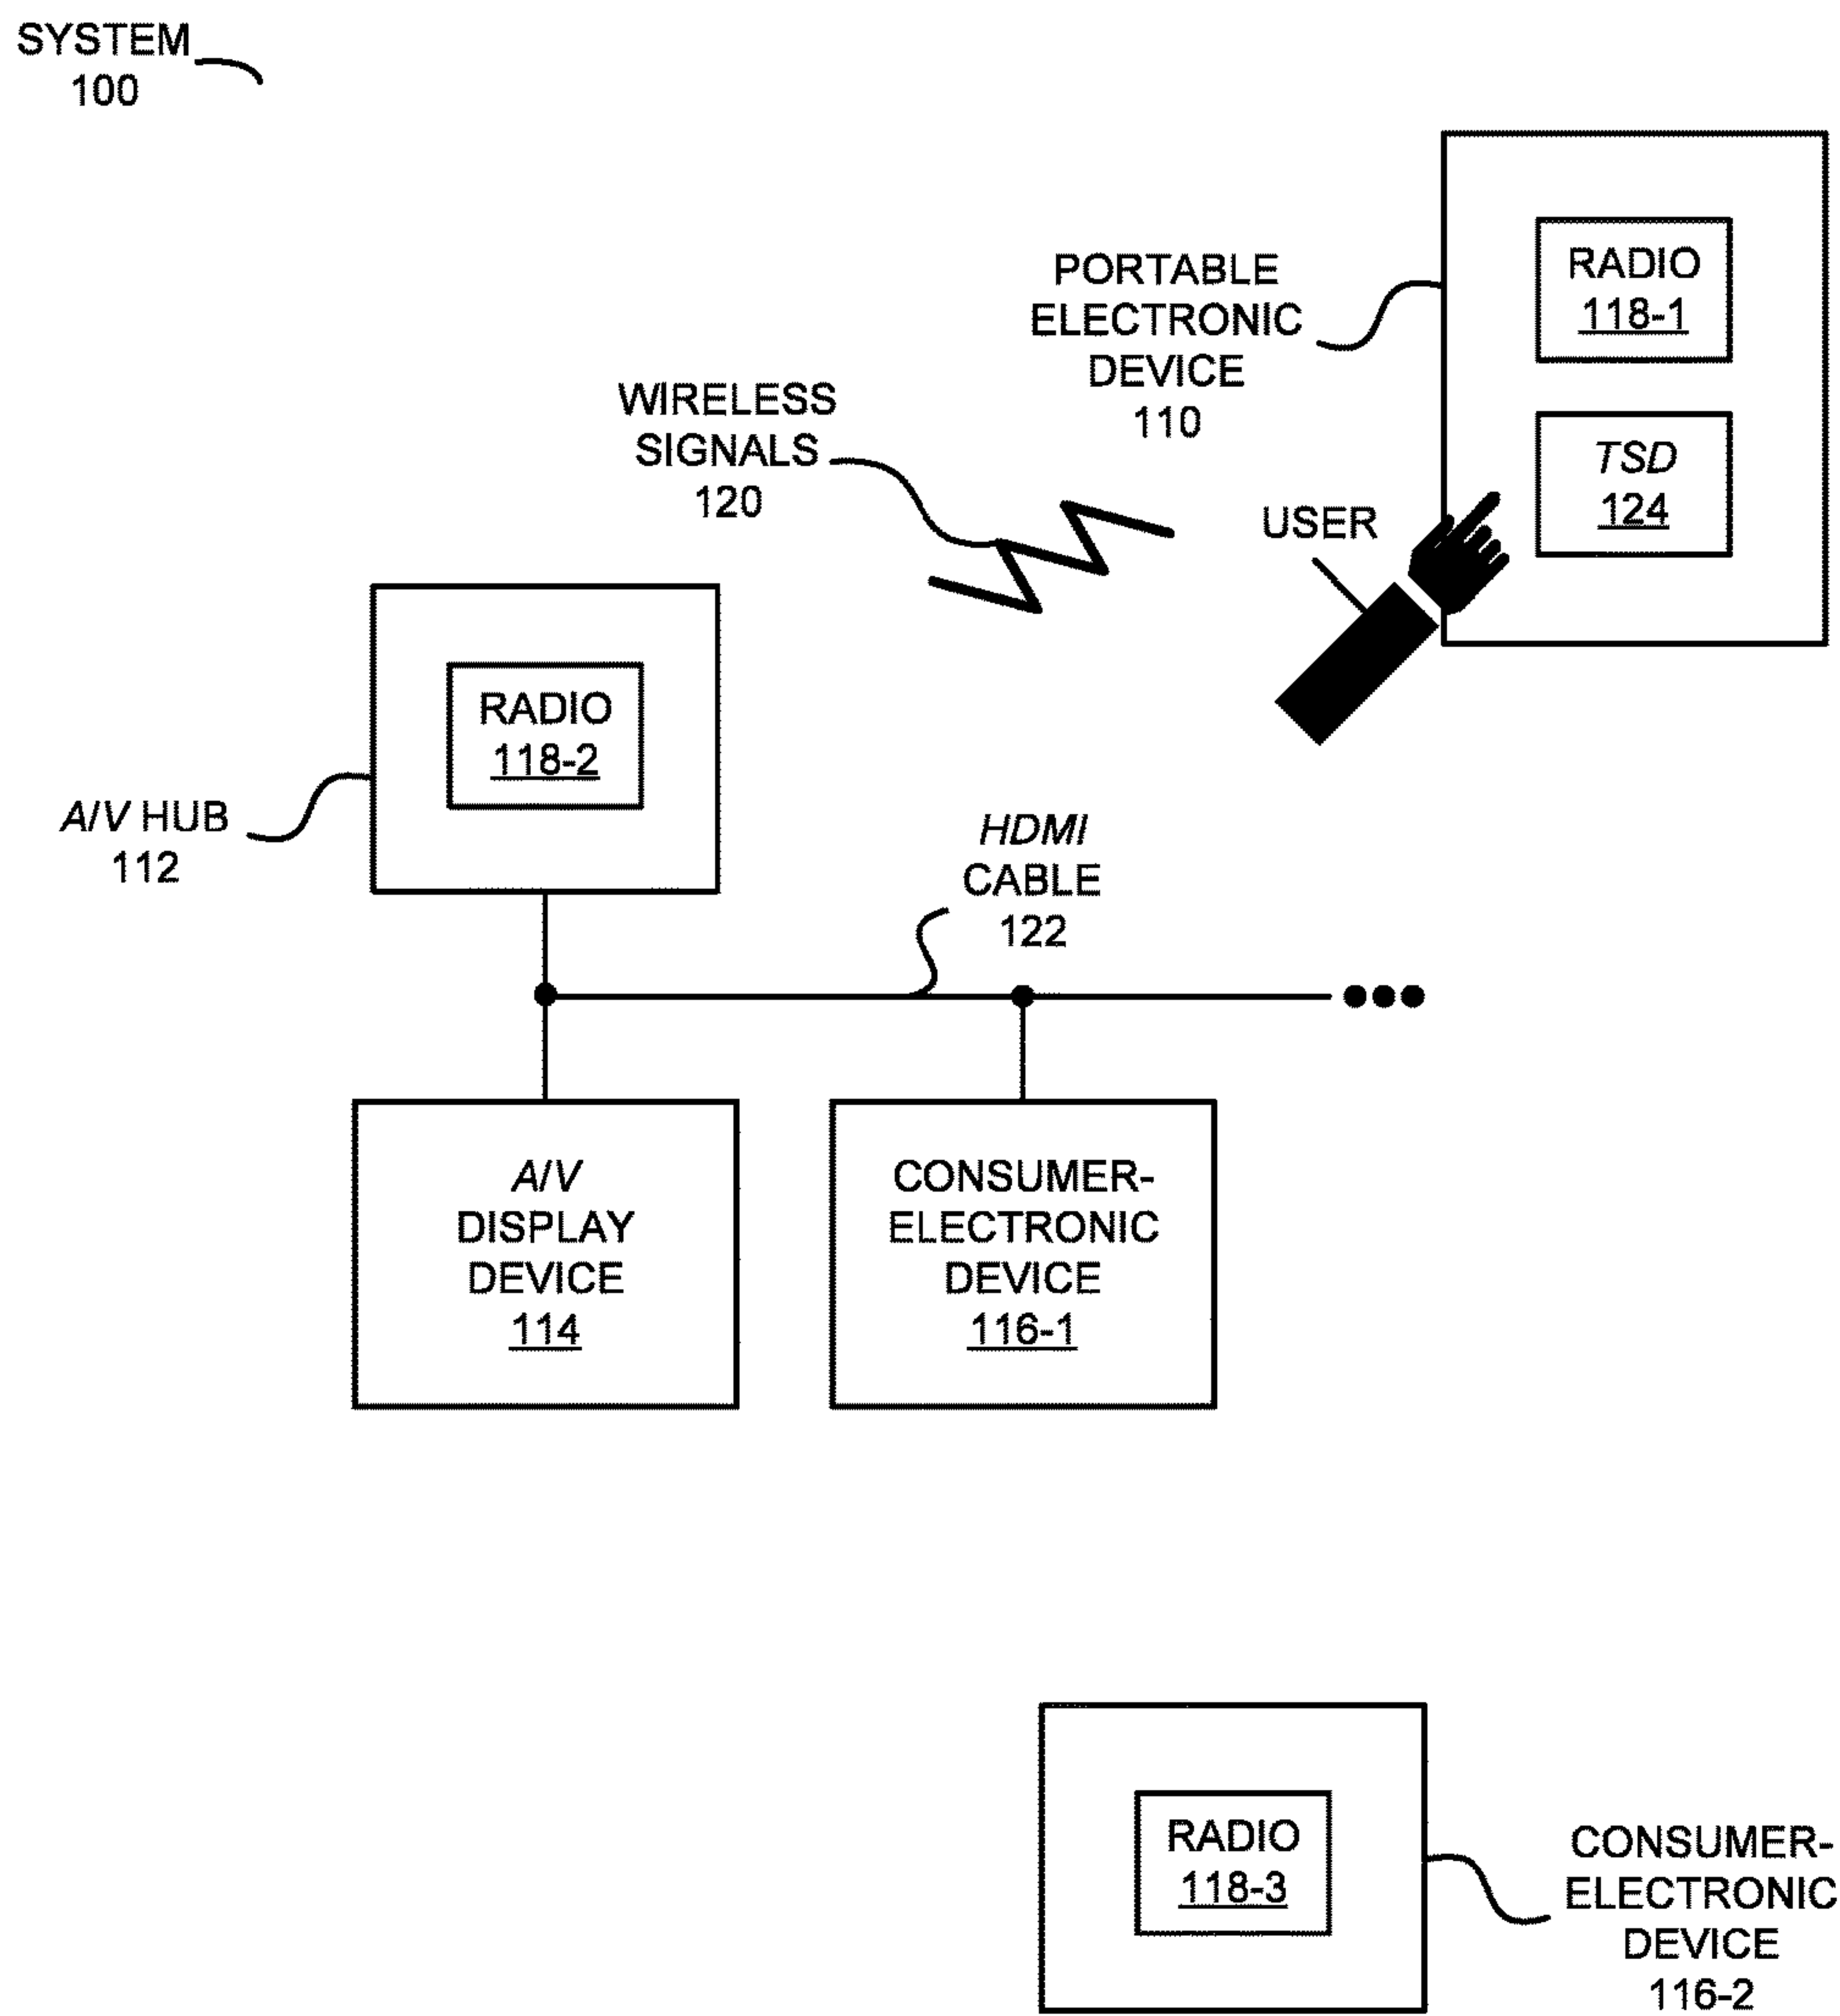 SYSTEM
100
PORTABLE
ELECTRONIC
DEVICE
110
RADIO
118-1
TSD
124
WIRELESS
SIGNALS
120
USER
RADIO
118-2
A/V HUB
112
HDMI
CABLE
122
A/V
DISPLAY
DEVICE
114
CONSUMER-
ELECTRONIC
DEVICE
116-1
RADIO
118-3
CONSUMER-
ELECTRONIC
DEVICE
116-2